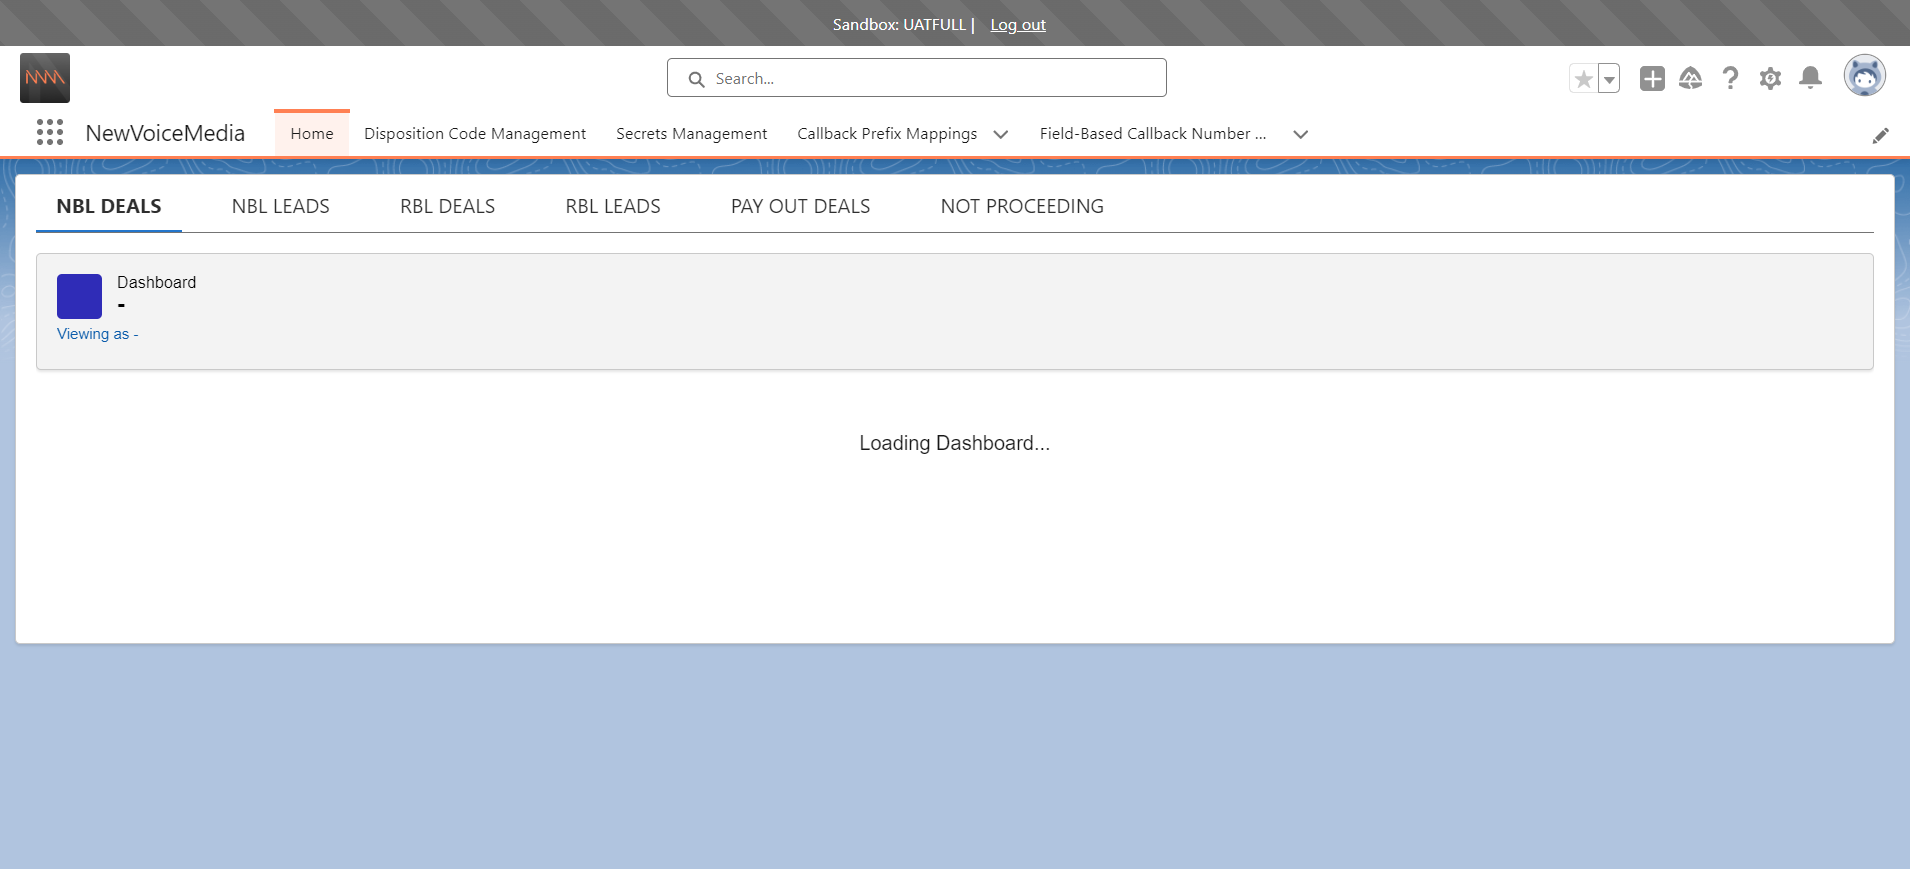 Sandbox: UATFULL | Log out
Search...
NewVoiceMedia Home Disposition Code Management Secrets Management Callback Prefix Mappings Field-Based Callback Number ...
NBL DEALS NBL LEADS RBL DEALS RBL LEADS PAY OUT DEALS NOT PROCEEDING
Dashboard
-
Viewing as -
Loading Dashboard...